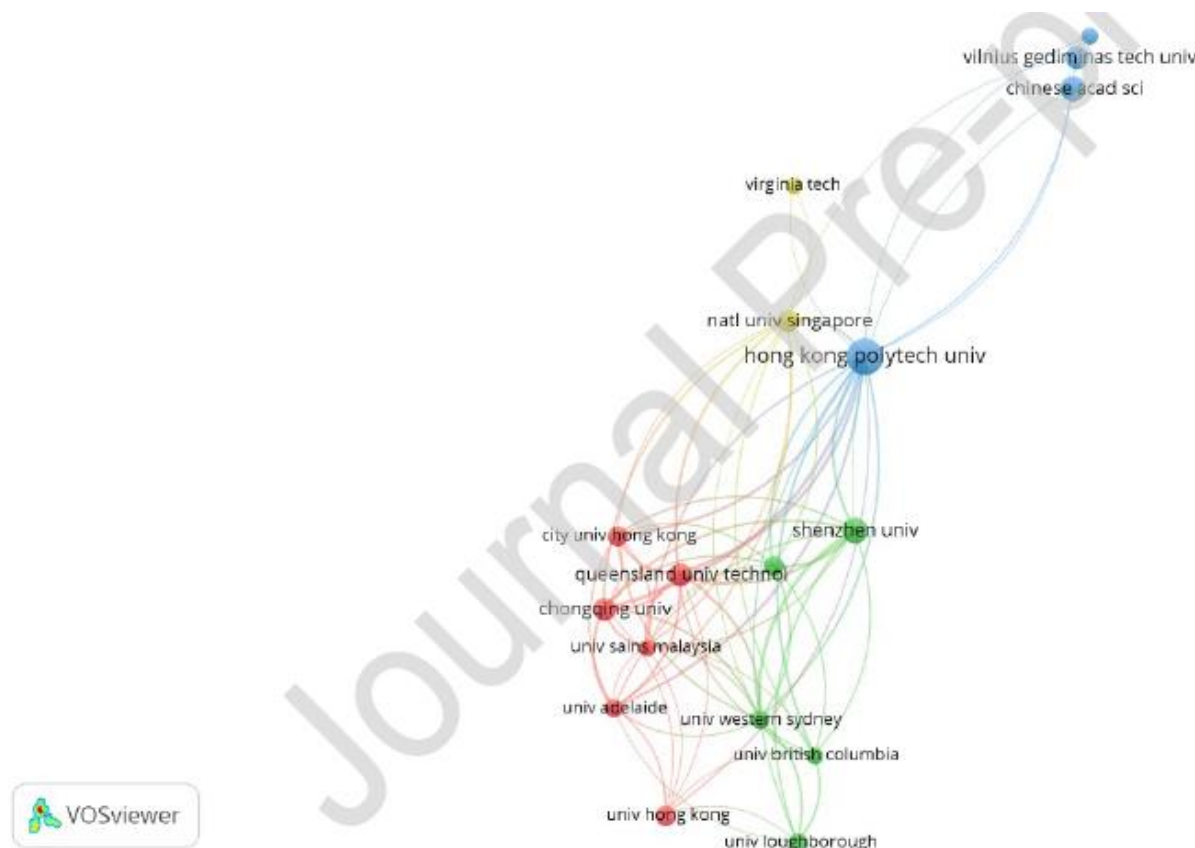 vilnius gediminas tech univ
chinese acad sci
virginia tech
natl univ singapore
hong kong polytech univ
shenzhen univ
city univ hong kong
queensland univ technol
chongqing univ
univ sains malaysia
univ adelaide
univ western sydney
univ british columbia
univ hong kong
univ loughborough
VOSviewer
Journal Pre-pr